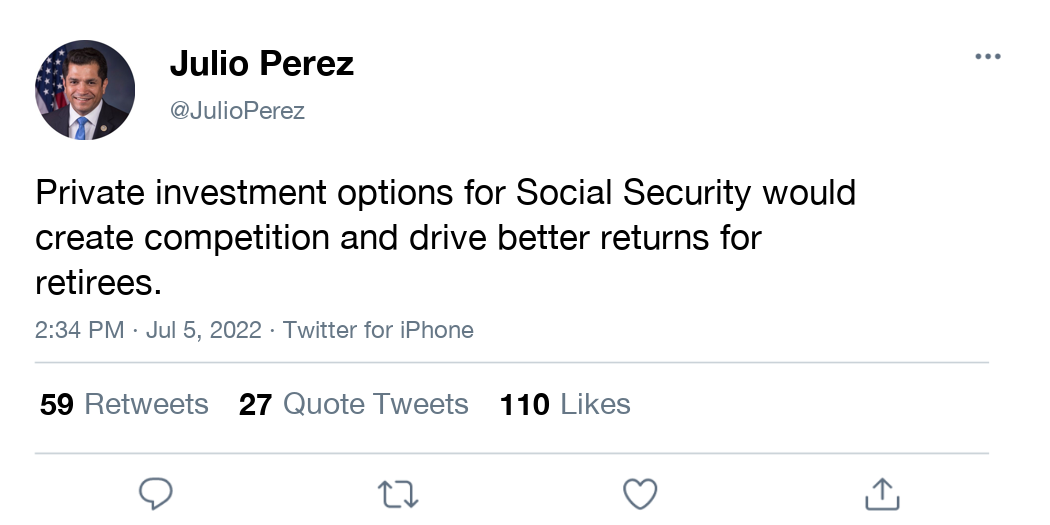 Julio Perez
@JulioPerez
Private investment options for Social Security would
create competition and drive better returns for
retirees.
2:34 PM · Jul 5, 2022 · Twitter for iPhone
59 Retweets 27 Quote Tweets 110 Likes